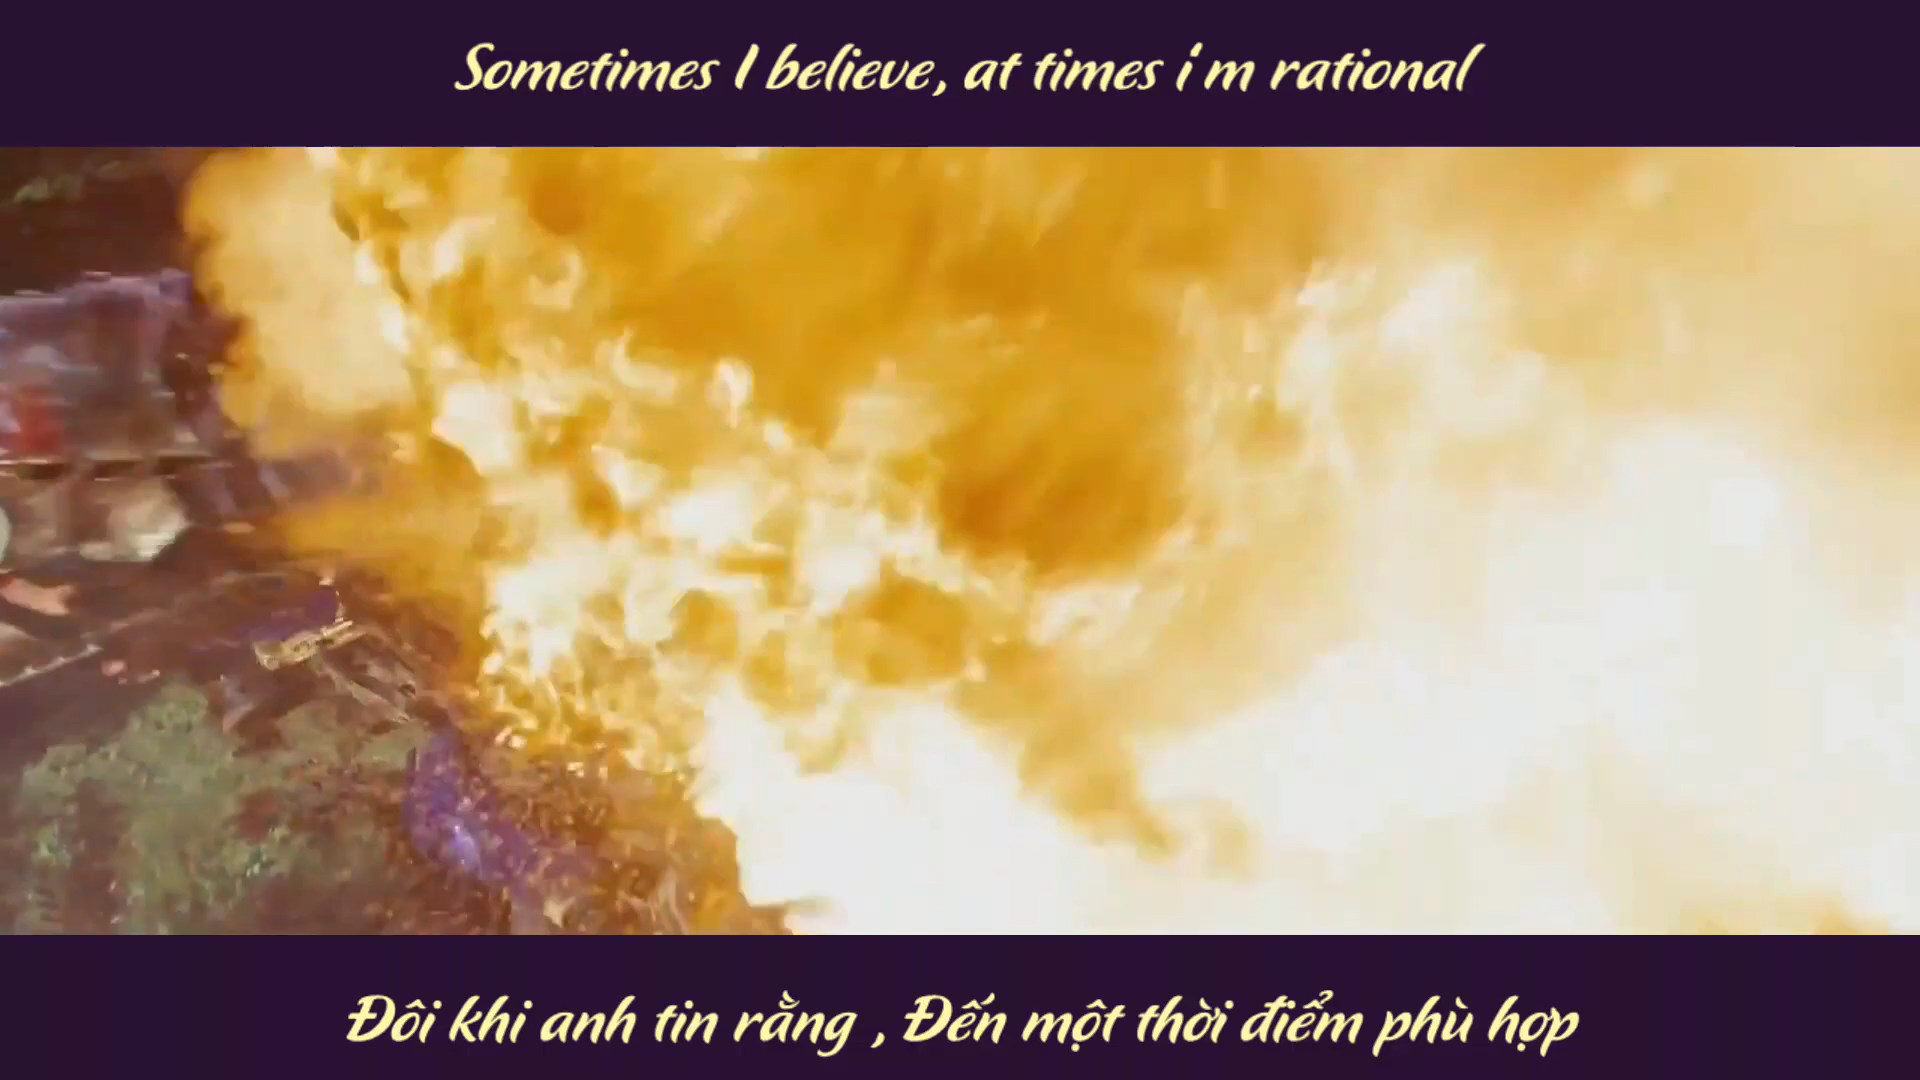 Sometimes I believe, at times i'm rational
Đôi khi anh tin rằng , Đến một thời điểm phù hợp